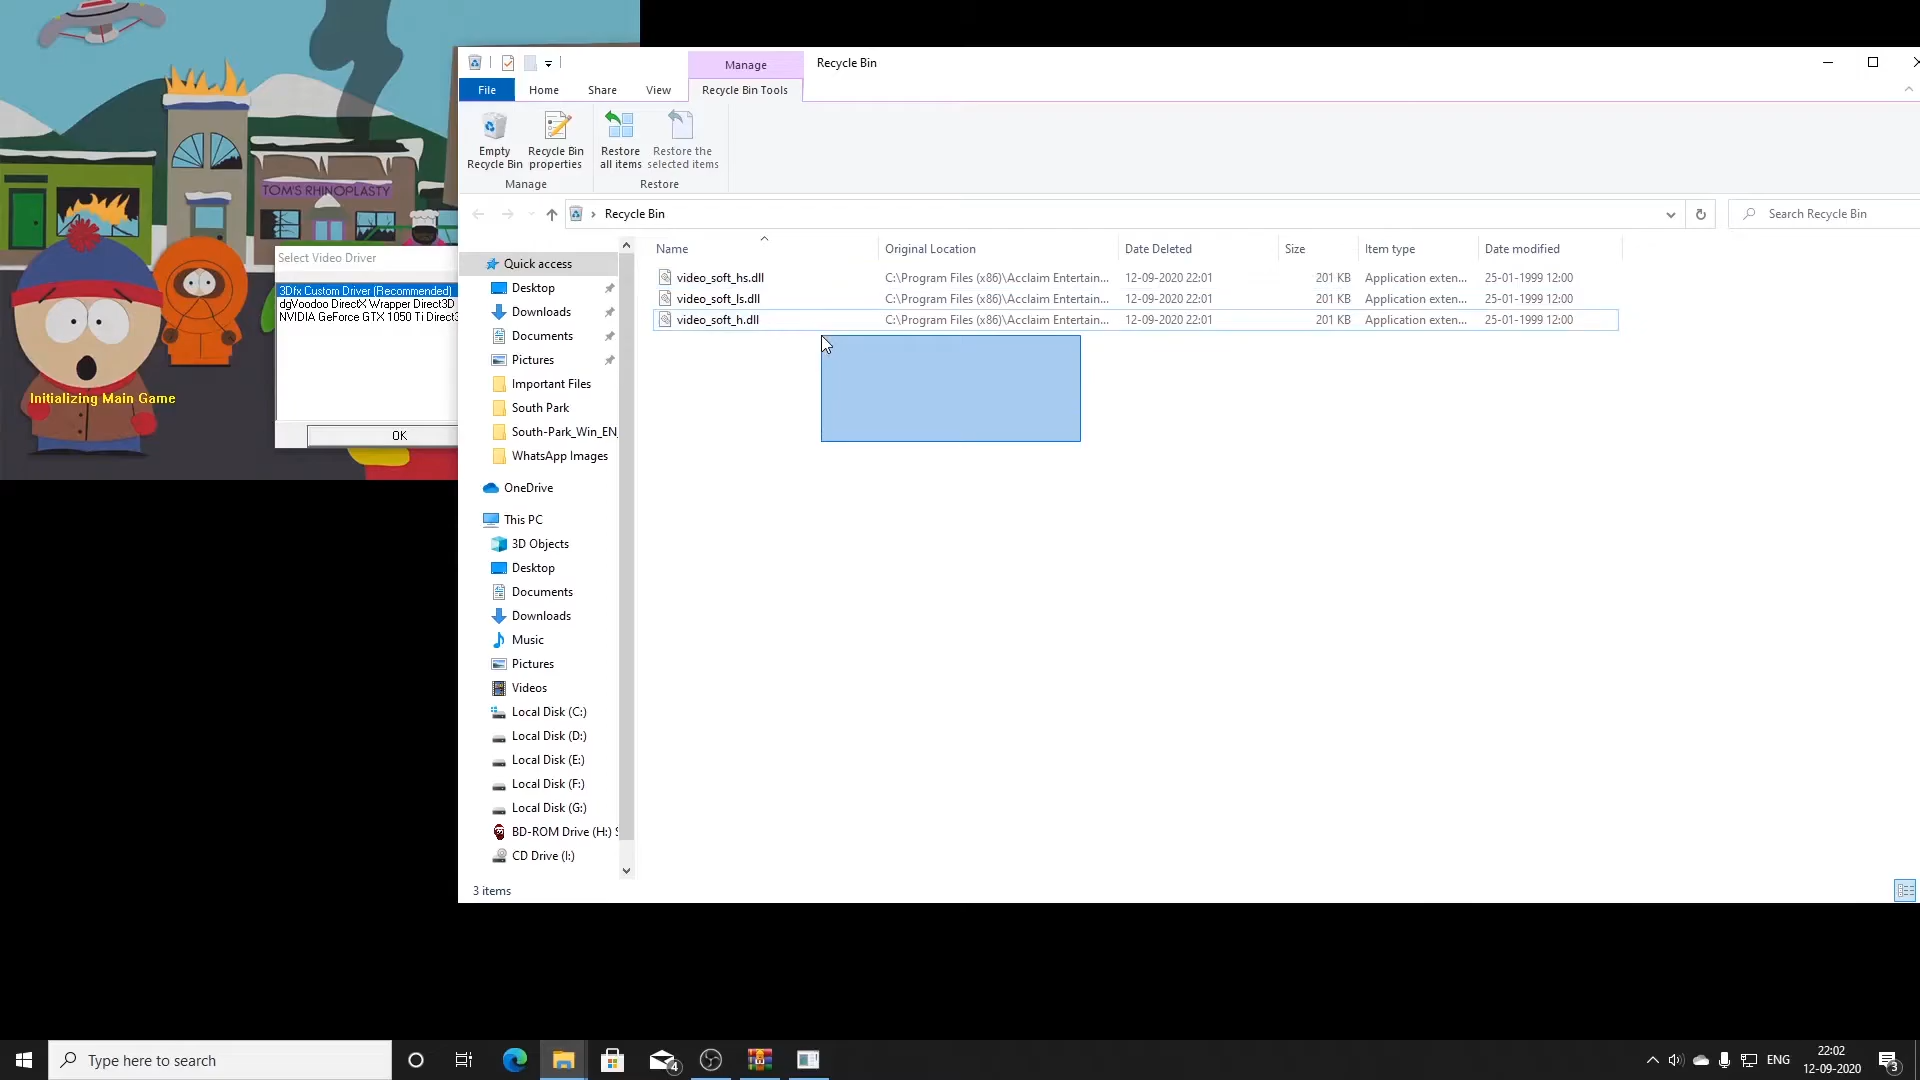 TOM'S RHINOPLASTY
Initializing Main Game
Select Video Driver
3Dfx Custom Driver (Recommended)
dgVoodoo DirectX Wrapper Direct3D
NVIDIA GeForce GTX 1050 Ti Direct3
OK
Manage
Recycle Bin
File
Home
Share
View
Recycle Bin Tools
Empty
Recycle Bin
Recycle Bin
properties
Restore
all items
Restore the
selected items
Manage
Restore
Recycle Bin
Search Recycle Bin
Name
Original Location
Date Deleted
Size
Item type
Date modified
video_soft_hs.dll C:\Program Files (x86)\Acclaim Entertain... 12-09-2020 22:01 201 KB Application exten... 25-01-1999 12:00
video_soft_ls.dll C:\Program Files (x86)\Acclaim Entertain... 12-09-2020 22:01 201 KB Application exten... 25-01-1999 12:00
video_soft_h.dll C:\Program Files (x86)\Acclaim Entertain... 12-09-2020 22:01 201 KB Application exten... 25-01-1999 12:00
Quick access
Desktop
Downloads
Documents
Pictures
Important Files
South Park
South-Park_Win_EN_
WhatsApp Images
OneDrive
This PC
3D Objects
Desktop
Documents
Downloads
Music
Pictures
Videos
Local Disk (C:)
Local Disk (D:)
Local Disk (E:)
Local Disk (F:)
Local Disk (G:)
BD-ROM Drive (H:) S
CD Drive (I:)
3 items
Type here to search
4
ENG
22:02
12-09-2020
3